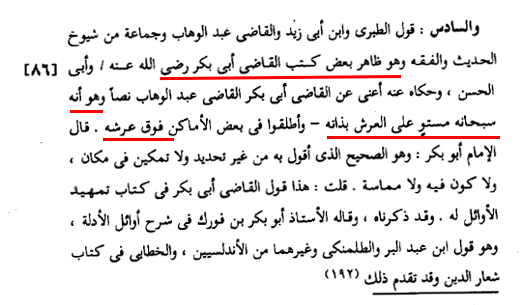 والسادس : قول الطبرى وابن أبى زيد والقاضى عبد الوهاب وجماعة من شيوخ
الحديث والفقه وهو ظاهر بعض كتب القاضى أبى بكر رضى الله عنه / وأبى [٨٦]
الحسن ، وحكاه عنه أعنى عن القاضى أبى بكر القاضى عبد الوهاب نصاً وهو أنه
سبحانه مستوٍ على العرش بذاته – وأطلقوا فى بعض الأماكن فوق عرشه . قال
الإمام أبو بكر : وهو الصحيح الذى أقول به من غير تحديد ولا تمكين فى مكان ،
ولا كون فيه ولا مماسة . قلت : هذا قول القاضى أبى بكر فى كتاب تمهيد
الأوائل له . وقد ذكرناه ، وقاله الأستاذ أبو بكر بن فورك فى شرح أوائل الأدلة ،
وهو قول ابن عبد البر والطلمنكى وغيرهما من الأندلسيين ، والخطابى فى كتاب
شعار الدين وقد تقدم ذلك (١٩٢)